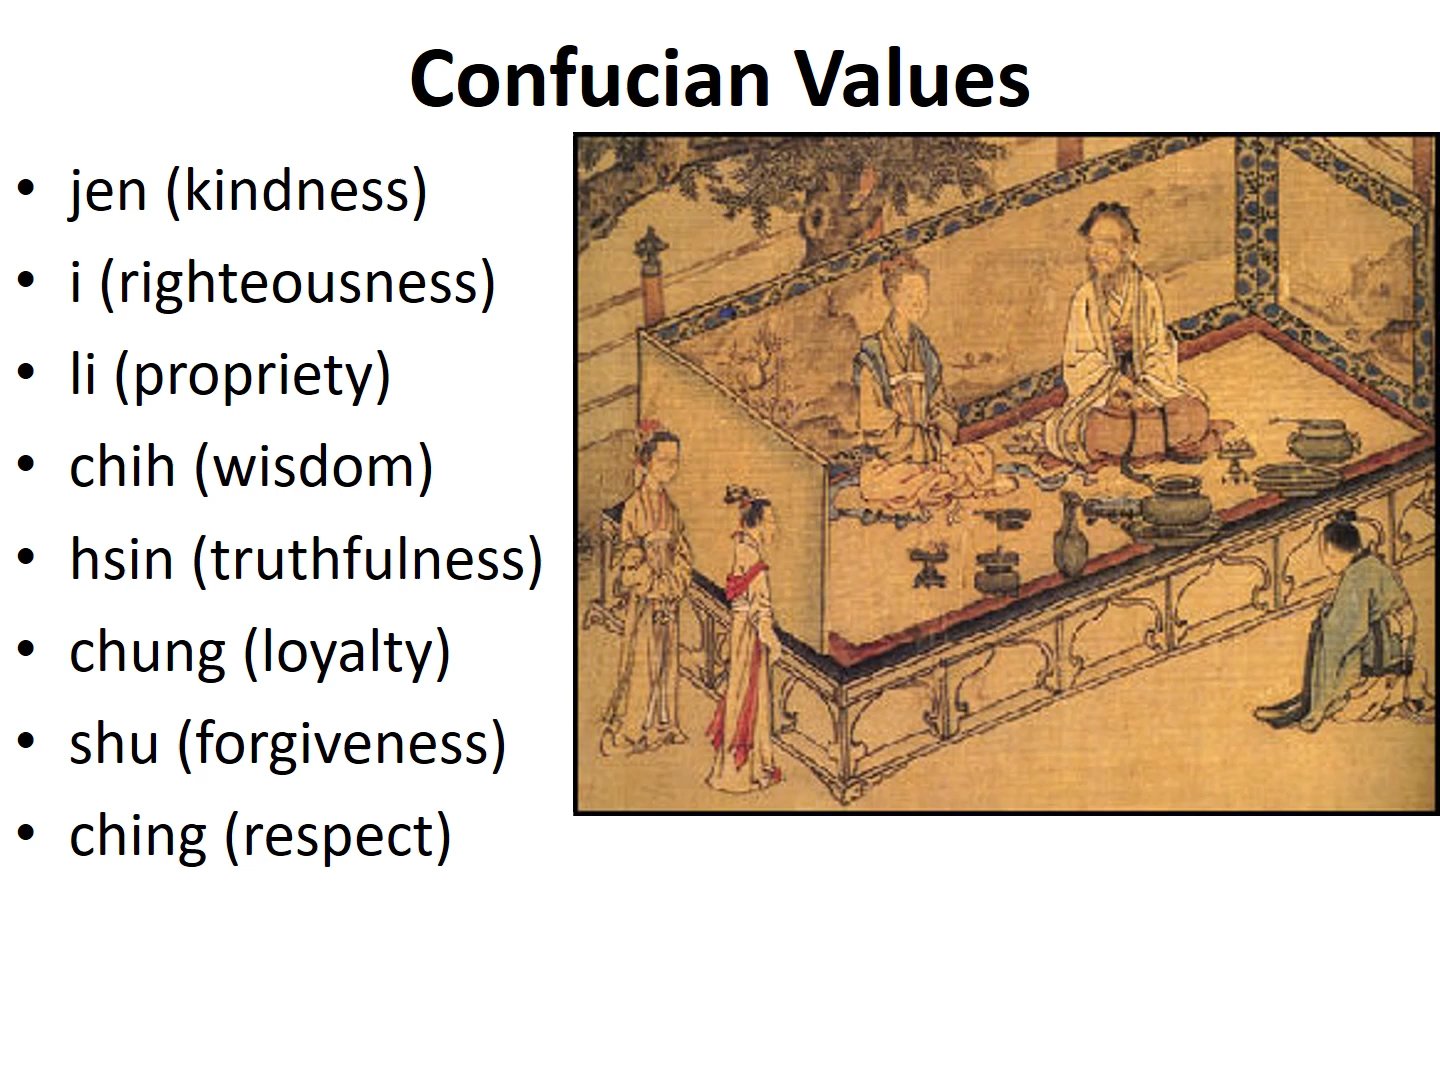 Confucian Values
• jen (kindness)
• i (righteousness)
• li (propriety)
• chih (wisdom)
• hsin (truthfulness)
• chung (loyalty)
• shu (forgiveness)
• ching (respect)